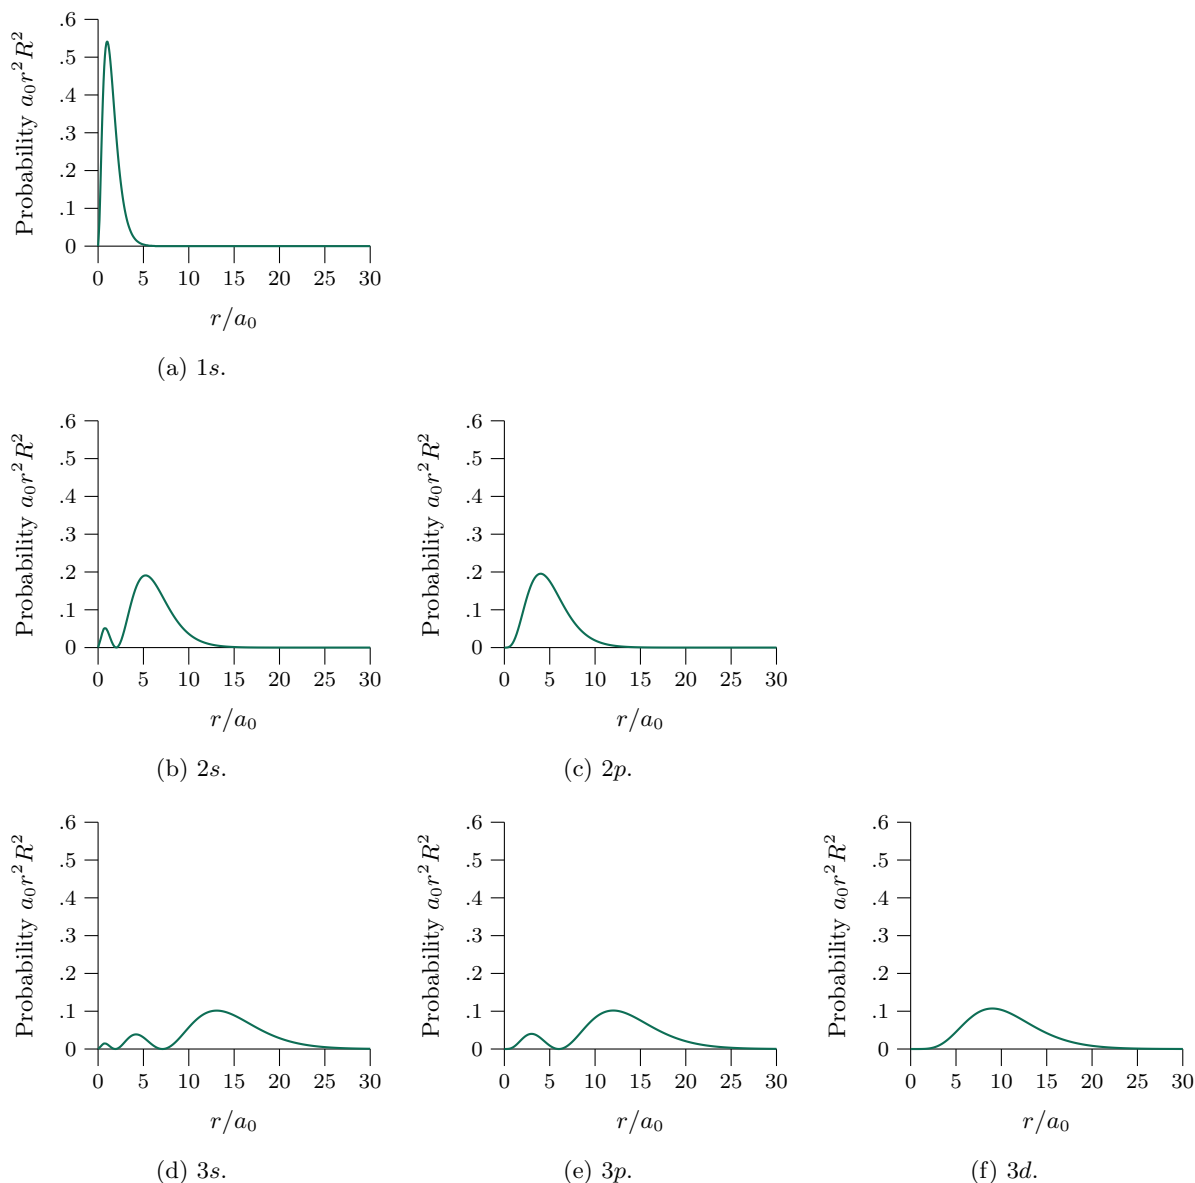 Probability a₀r²R²
.6
.5
.4
.3
.2
.1
0
0 5 10 15 20 25 30
r/a₀
(a) 1s.
Probability a₀r²R²
.6
.5
.4
.3
.2
.1
0
0 5 10 15 20 25 30
r/a₀
(b) 2s.
Probability a₀r²R²
.6
.5
.4
.3
.2
.1
0
0 5 10 15 20 25 30
r/a₀
(c) 2p.
Probability a₀r²R²
.6
.5
.4
.3
.2
.1
0
0 5 10 15 20 25 30
r/a₀
(d) 3s.
Probability a₀r²R²
.6
.5
.4
.3
.2
.1
0
0 5 10 15 20 25 30
r/a₀
(e) 3p.
Probability a₀r²R²
.6
.5
.4
.3
.2
.1
0
0 5 10 15 20 25 30
r/a₀
(f) 3d.